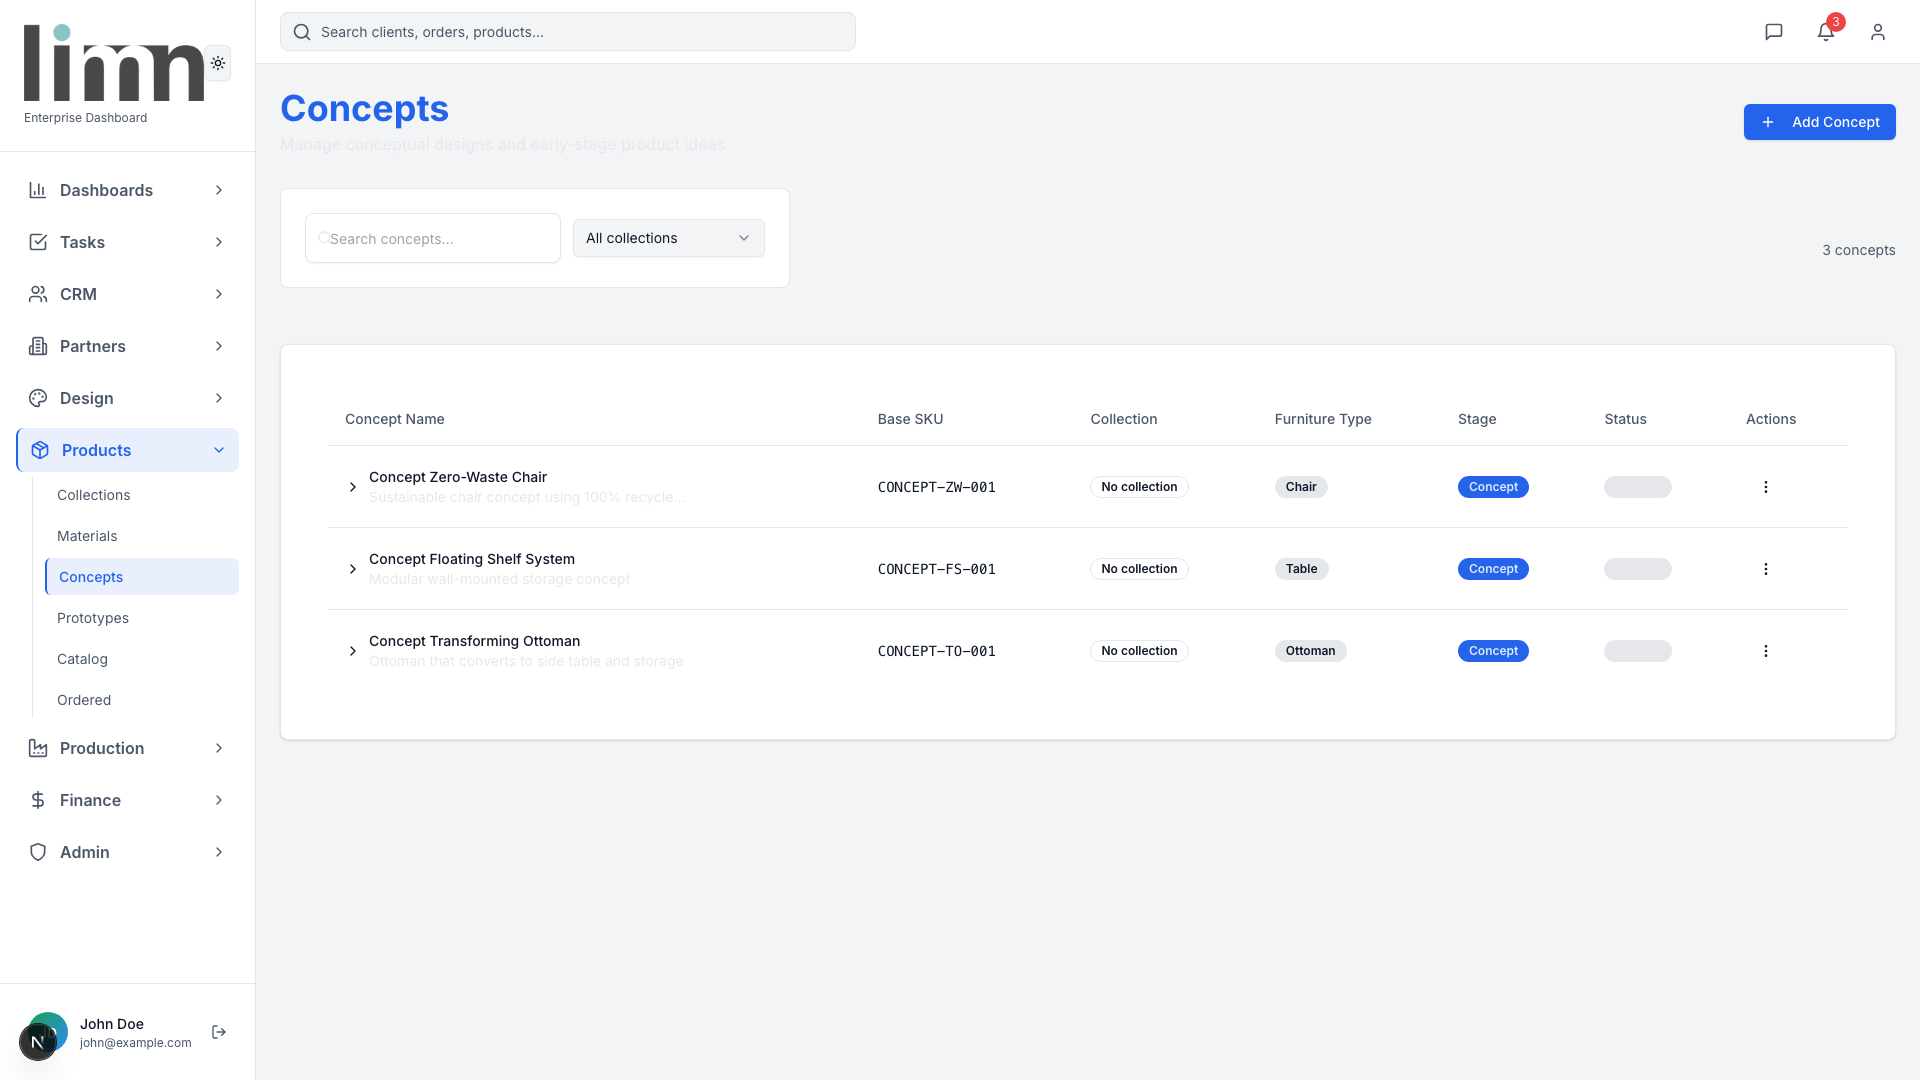 limn
Enterprise Dashboard
Search clients, orders, products...
3
Dashboards
Tasks
CRM
Partners
Design
Products
Collections
Materials
Concepts
Prototypes
Catalog
Ordered
Production
Finance
Admin
John Doe
john@example.com
N
Concepts
Manage conceptual designs and early-stage product ideas
Add Concept
Search concepts...
All collections
3 concepts
Concept Name Base SKU Collection Furniture Type Stage Status Actions
Concept Zero-Waste Chair
Sustainable chair concept using 100% recycle...
CONCEPT-ZW-001 No collection Chair Concept
Concept Floating Shelf System
Modular wall-mounted storage concept
CONCEPT-FS-001 No collection Table Concept
Concept Transforming Ottoman
Ottoman that converts to side table and storage
CONCEPT-TO-001 No collection Ottoman Concept